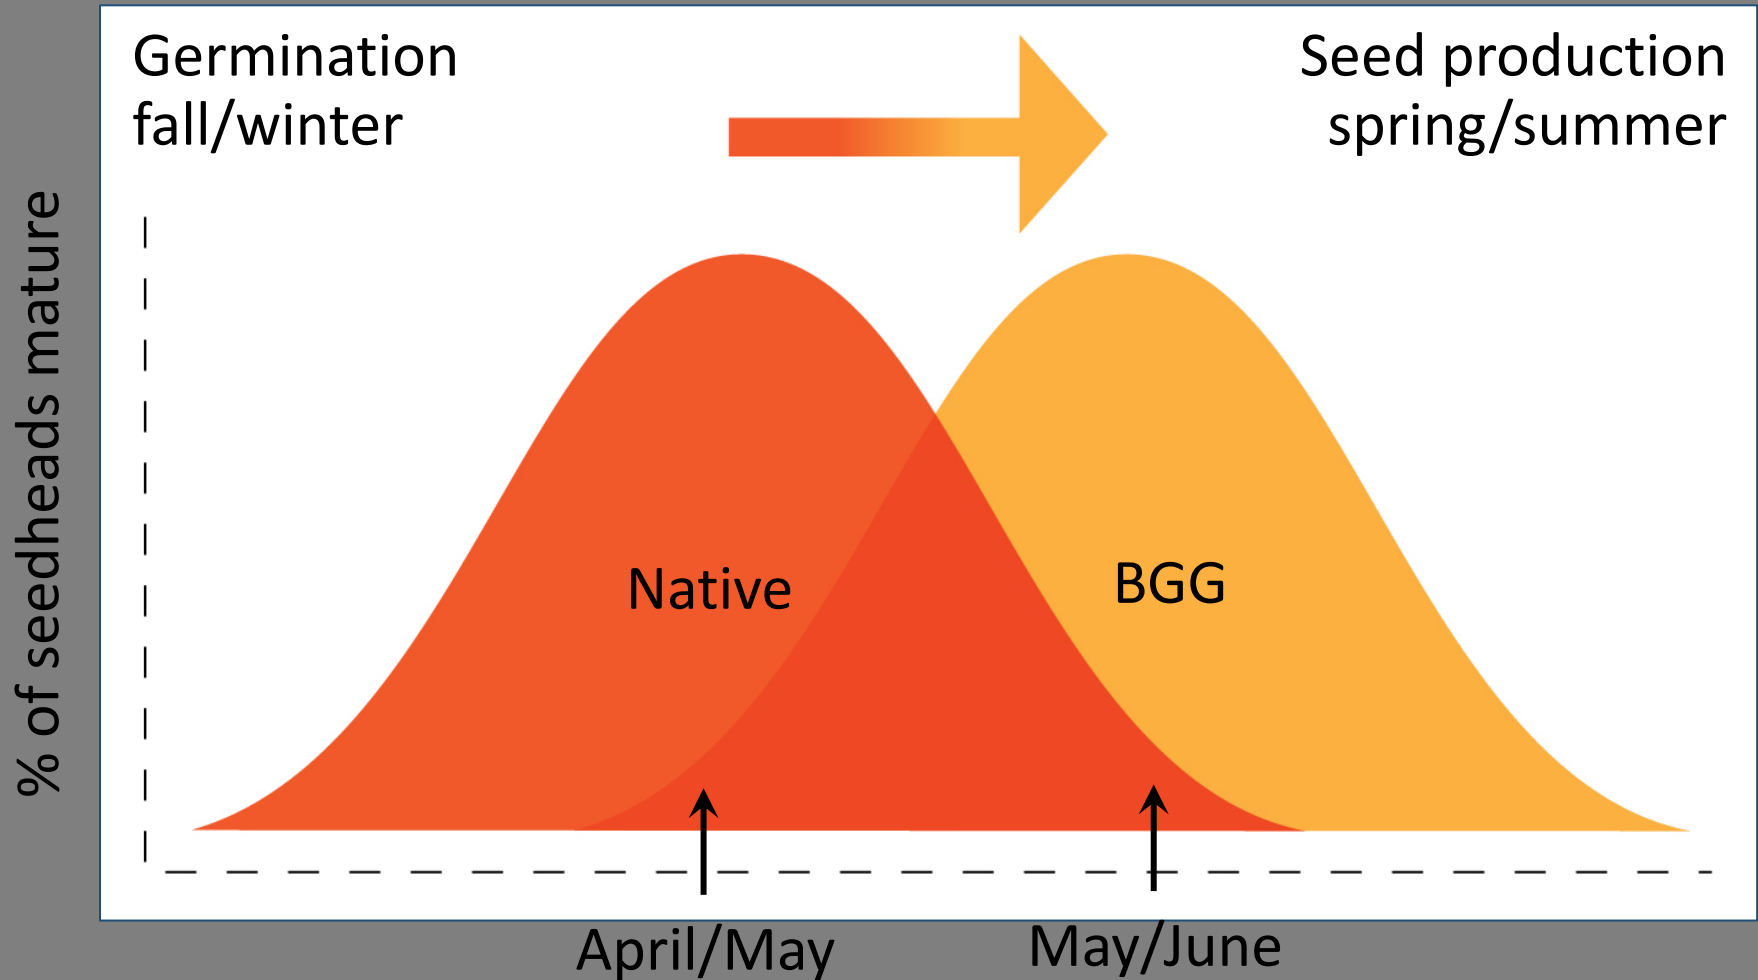 Germination
fall/winter
Seed production
spring/summer
% of seedheads mature
Native
BGG
April/May
May/June